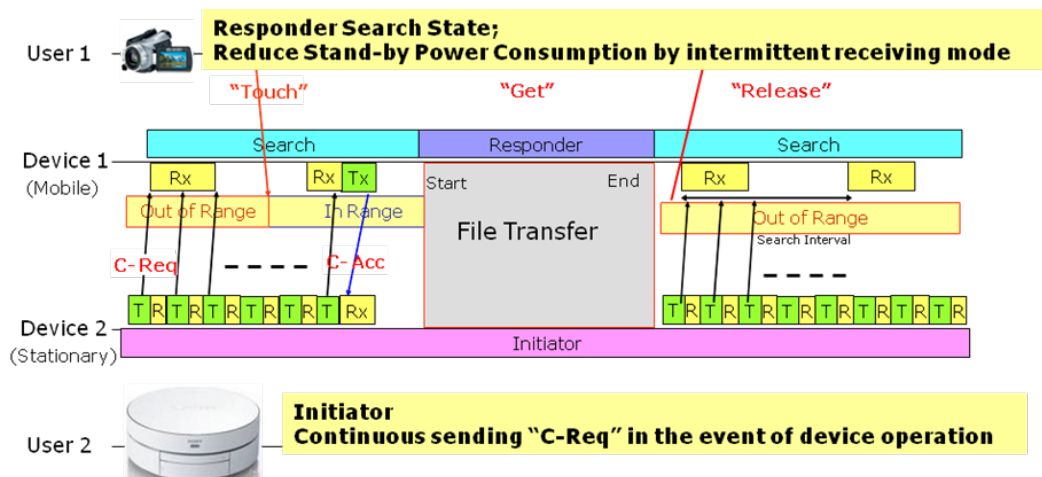 Responder Search State;
User 1
Reduce Stand-by Power Consumption by intermittent receiving mode
“Touch”
“Get”
“Release”
Search
Responder
Search
Device 1
(Mobile)
Rx
Rx
Tx
Start
End
Rx
Rx
Out of Range
In Range
File Transfer
Out of Range
Search Interval
C-Req
C-Acc
T R T R T R T R T R T Rx
T R T R T R T R T R T R T R T R
Device 2
(Stationary)
Initiator
Initiator
User 2
Continuous sending “C-Req” in the event of device operation